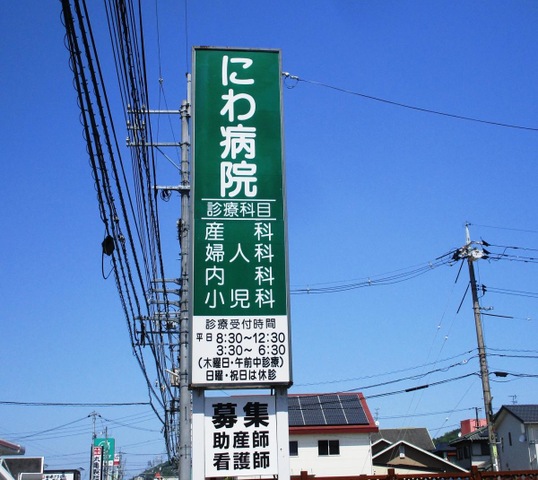 にわ病院
診療科目
産科
婦人科
内科
小児科
診療受付時間
平日 8:30~12:30
3:30~6:30
(木曜日・午前中診療)
日曜・祝日は休診
募集
助産師
看護師